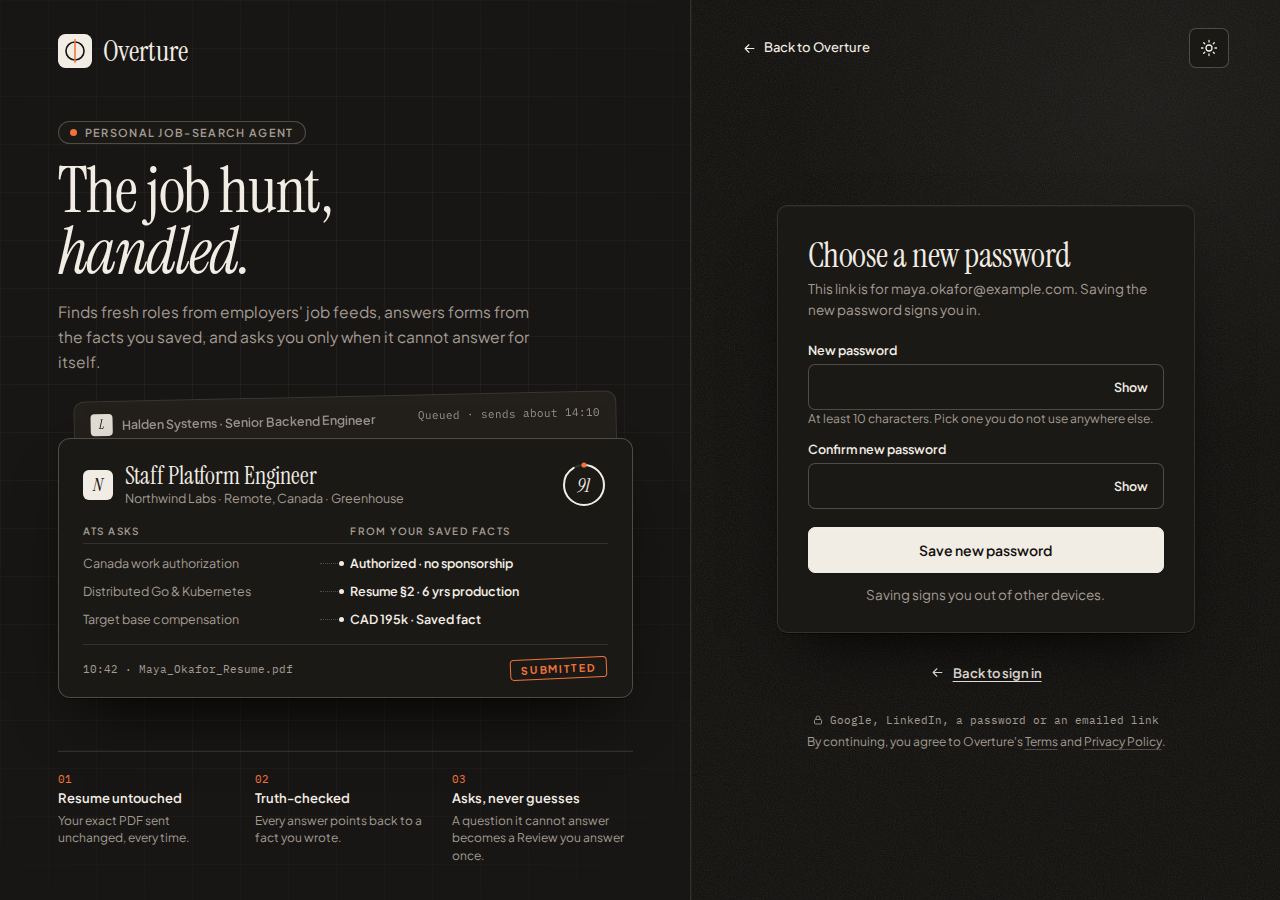 Overture
PERSONAL JOB-SEARCH AGENT
The job hunt,
handled.
Finds fresh roles from employers' job feeds, answers forms from
the facts you saved, and asks you only when it cannot answer for
itself.
L Halden Systems · Senior Backend Engineer Queued · sends about 14:10
N Staff Platform Engineer
Northwind Labs · Remote, Canada · Greenhouse
91
ATS ASKS FROM YOUR SAVED FACTS
Canada work authorization Authorized · no sponsorship
Distributed Go & Kubernetes Resume §2 · 6 yrs production
Target base compensation CAD 195k · Saved fact
10:42 · Maya_Okafor_Resume.pdf SUBMITTED
01
Resume untouched
Your exact PDF sent
unchanged, every time.
02
Truth-checked
Every answer points back to a
fact you wrote.
03
Asks, never guesses
A question it cannot answer
becomes a Review you answer
once.
← Back to Overture
Choose a new password
This link is for maya.okafor@example.com. Saving the
new password signs you in.
New password
Show
At least 10 characters. Pick one you do not use anywhere else.
Confirm new password
Show
Save new password
Saving signs you out of other devices.
← Back to sign in
Google, LinkedIn, a password or an emailed link
By continuing, you agree to Overture's Terms and Privacy Policy.